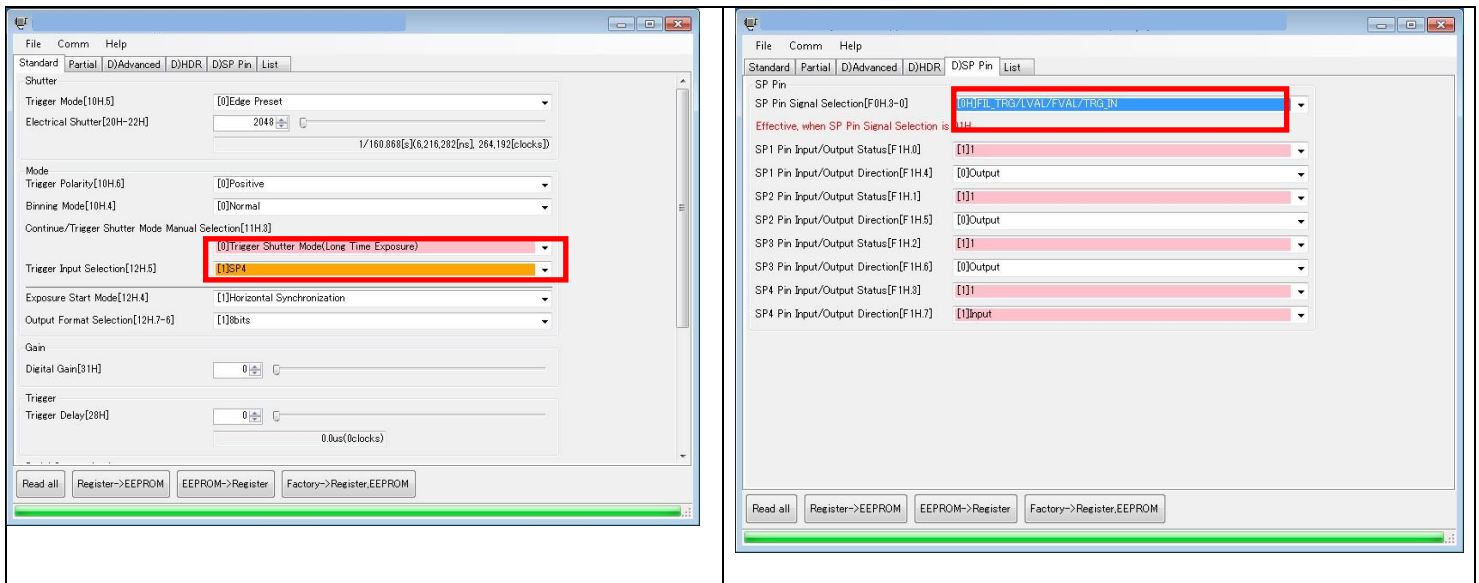 File Comm Help
Standard Partial D)Advanced D)HDR D)SP Pin List
Shutter
Trigger Mode[10H.5] [0]Edge Preset
Electrical Shutter[20H-22H] 2048
1/160.868[s](6,216,282[ns], 264,192[clocks])
Mode
Trigger Polarity[10H.6] [0]Positive
Binning Mode[10H.4] [0]Normal
Continue/Trigger Shutter Mode Manual Selection[11H.3]
[0]Trigger Shutter Mode(Long Time Exposure)
Trigger Input Selection[12H.5] [1]SP4
Exposure Start Mode[12H.4] [1]Horizontal Synchronization
Output Format Selection[12H.7-6] [1]8bits
Gain
Digital Gain[31H] 0
Trigger
Trigger Delay[28H] 0
0.0us(0clocks)
Read all Register->EEPROM EEPROM->Register Factory->Register,EEPROM
File Comm Help
Standard Partial D)Advanced D)HDR D)SP Pin List
SP Pin
SP Pin Signal Selection[F0H.3-0] [0H]FIL_TRG/LVAL/FVAL/TRG_IN
Effective, when SP Pin Signal Selection is
SP1 Pin Input/Output Status[F1H.0] [1]1
SP1 Pin Input/Output Direction[F1H.4] [0]Output
SP2 Pin Input/Output Status[F1H.1] [1]1
SP2 Pin Input/Output Direction[F1H.5] [0]Output
SP3 Pin Input/Output Status[F1H.2] [1]1
SP3 Pin Input/Output Direction[F1H.6] [0]Output
SP4 Pin Input/Output Status[F1H.3] [1]1
SP4 Pin Input/Output Direction[F1H.7] [1]Input
Read all Register->EEPROM EEPROM->Register Factory->Register,EEPROM